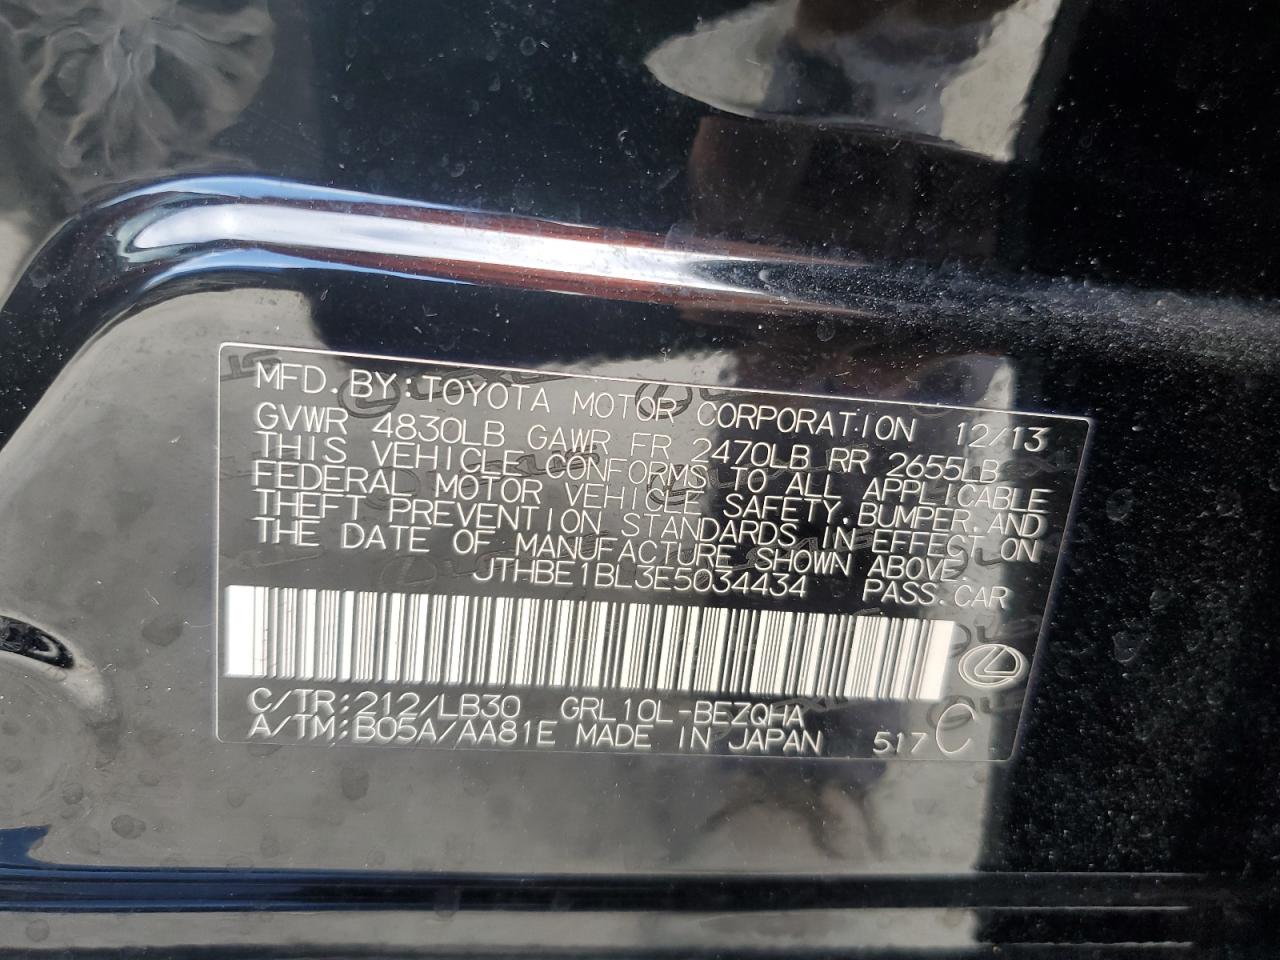 MFD. BY: TOYOTA MOTOR CORPORATION 12/13
GVWR 4830LB GAWR FR 2470LB RR 2655LB
THIS VEHICLE CONFORMS TO ALL APPLICABLE
FEDERAL MOTOR VEHICLE SAFETY, BUMPER, AND
THEFT PREVENTION STANDARDS IN EFFECT ON
THE DATE OF MANUFACTURE SHOWN ABOVE.
JTHBE1BL3E5034434 PASS. CAR
C/TR: 212/LB30 GRL10L-BEZQHA
A/TM: B05A/AA81E MADE IN JAPAN 517 C